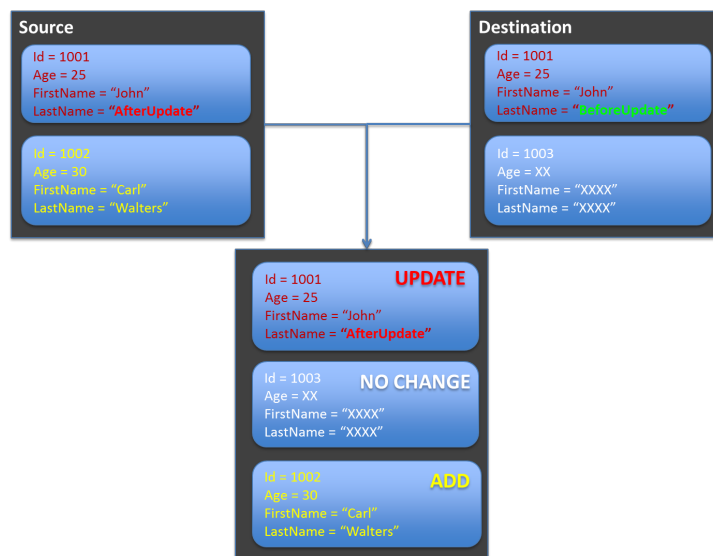 Source
Id = 1001
Age = 25
FirstName = “John”
LastName = “AfterUpdate”
Id = 1002
Age = 30
FirstName = “Carl”
LastName = “Walters”
Destination
Id = 1001
Age = 25
FirstName = “John”
LastName = “BeforeUpdate”
Id = 1003
Age = XX
FirstName = “XXXX”
LastName = “XXXX”
Id = 1001 UPDATE
Age = 25
FirstName = “John”
LastName = “AfterUpdate”
Id = 1003 NO CHANGE
Age = XX
FirstName = “XXXX”
LastName = “XXXX”
Id = 1002 ADD
Age = 30
FirstName = “Carl”
LastName = “Walters”